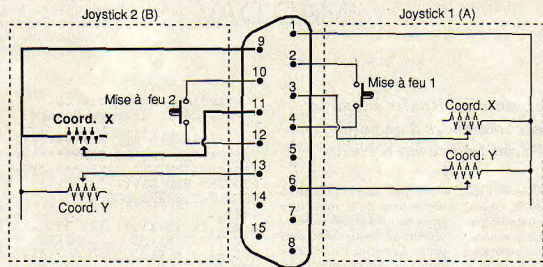 Joystick 2 (B)
Joystick 1 (A)
1
9
2
10
Mise à feu 2
3
Mise à feu 1
11
Coord. X
Coord. X
4
12
5
13
Coord. Y
6
14
Coord. Y
7
15
8